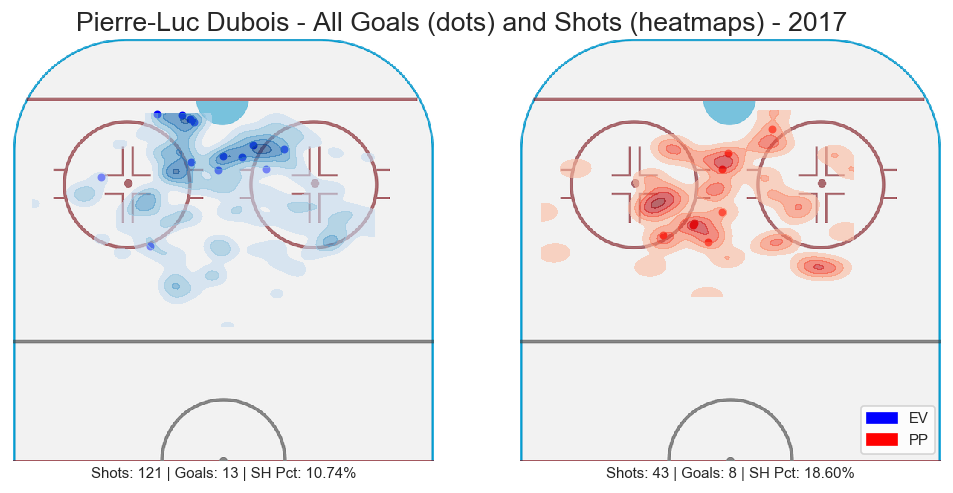 Pierre-Luc Dubois - All Goals (dots) and Shots (heatmaps) - 2017
EV
PP
Shots: 121 | Goals: 13 | SH Pct: 10.74%
Shots: 43 | Goals: 8 | SH Pct: 18.60%